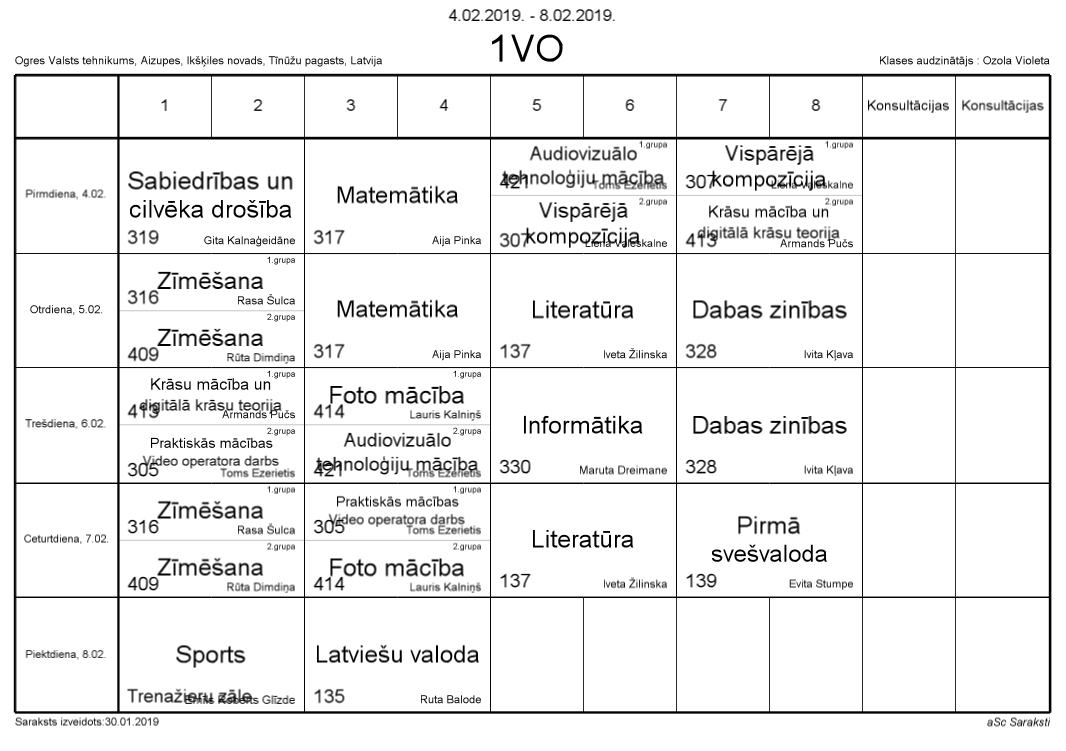 4.02.2019. - 8.02.2019.
1VO
Ogres Valsts tehnikums, Aizupes, Ikšķiles novads, Tīnūžu pagasts, Latvija
Klases audzinātājs : Ozola Violeta
1 2 3 4 5 6 7 8 Konsultācijas Konsultācijas
Pirmdiena, 4.02.
Sabiedrības un
cilvēka drošība
319 Gita Kalnaģeidāne
Matemātika
317 Aija Pinka
1.grupa
Audiovizuālo
tehnoloģiju mācība
421 Toms Ezerietis
2.grupa
Vispārējā
kompozīcija
307 Liena Valeskalne
1.grupa
Vispārējā
kompozīcija
307 Liena Valeskalne
2.grupa
Krāsu mācība un
digitālā krāsu teorija
413 Armands Pučs
Otrdiena, 5.02.
1.grupa
Zīmēšana
316 Rasa Šulca
2.grupa
Zīmēšana
409 Rūta Dimdiņa
Matemātika
317 Aija Pinka
Literatūra
137 Iveta Žilinska
Dabas zinības
328 Ivita Kļava
Trešdiena, 6.02.
1.grupa
Krāsu mācība un
digitālā krāsu teorija
413 Armands Pučs
2.grupa
Praktiskās mācības
Video operatora darbs
305 Toms Ezerietis
1.grupa
Foto mācība
414 Lauris Kalniņš
2.grupa
Audiovizuālo
tehnoloģiju mācība
421 Toms Ezerietis
Informātika
330 Maruta Dreimane
Dabas zinības
328 Ivita Kļava
Ceturtdiena, 7.02.
1.grupa
Zīmēšana
316 Rasa Šulca
2.grupa
Zīmēšana
409 Rūta Dimdiņa
1.grupa
Praktiskās mācības
Video operatora darbs
305 Toms Ezerietis
2.grupa
Foto mācība
414 Lauris Kalniņš
Literatūra
137 Iveta Žilinska
Pirmā
svešvaloda
139 Evita Stumpe
Piektdiena, 8.02.
Sports
Trenažieru zāle Emīls Roberts Glīzde
Latviešu valoda
135 Ruta Balode
Saraksts izveidots:30.01.2019
aSc Saraksti